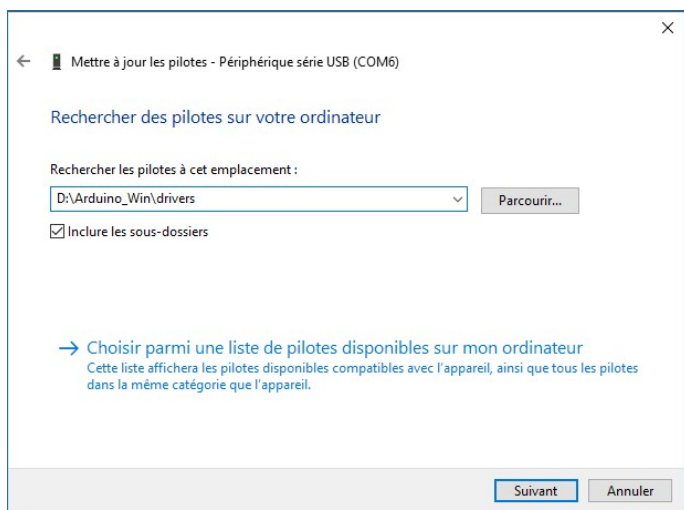 Mettre à jour les pilotes - Périphérique série USB (COM6)
Rechercher des pilotes sur votre ordinateur
Rechercher les pilotes à cet emplacement :
D:\Arduino_Win\drivers
Parcourir...
Inclure les sous-dossiers
Choisir parmi une liste de pilotes disponibles sur mon ordinateur
Cette liste affichera les pilotes disponibles compatibles avec l'appareil, ainsi que tous les pilotes
dans la même catégorie que l'appareil.
Suivant
Annuler